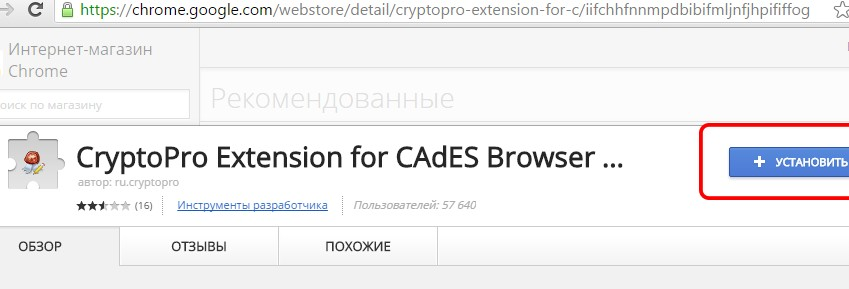 https://chrome.google.com/webstore/detail/cryptopro-extension-for-c/iifchhfnnmpdbibifmljnfjhpififfog
Интернет-магазин
Chrome
оиск по магазину
Рекомендованные
CryptoPro Extension for CAdES Browser ...
автор: ru.cryptopro
(16)
Инструменты разработчика
Пользователей: 57 640
+ УСТАНОВИТЬ
ОБЗОР
ОТЗЫВЫ
ПОХОЖИЕ